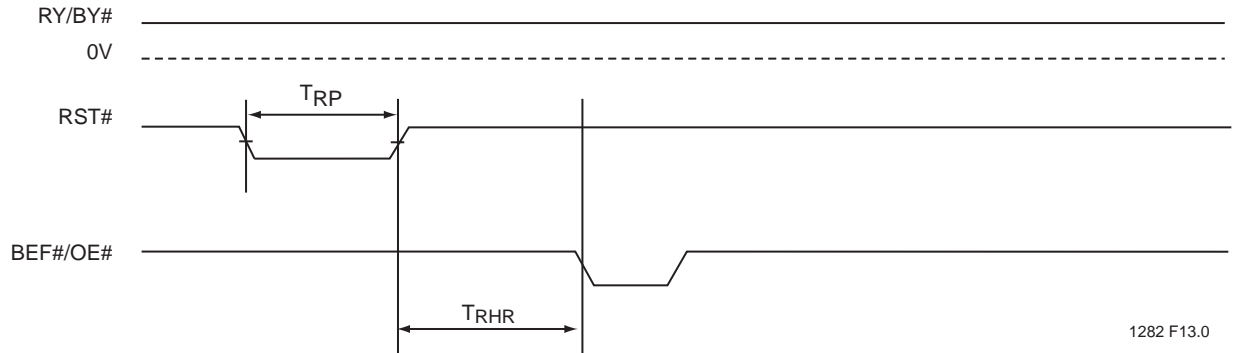 RY/BY#
0V
TRP
RST#
BEF#/OE#
TRHR
1282 F13.0